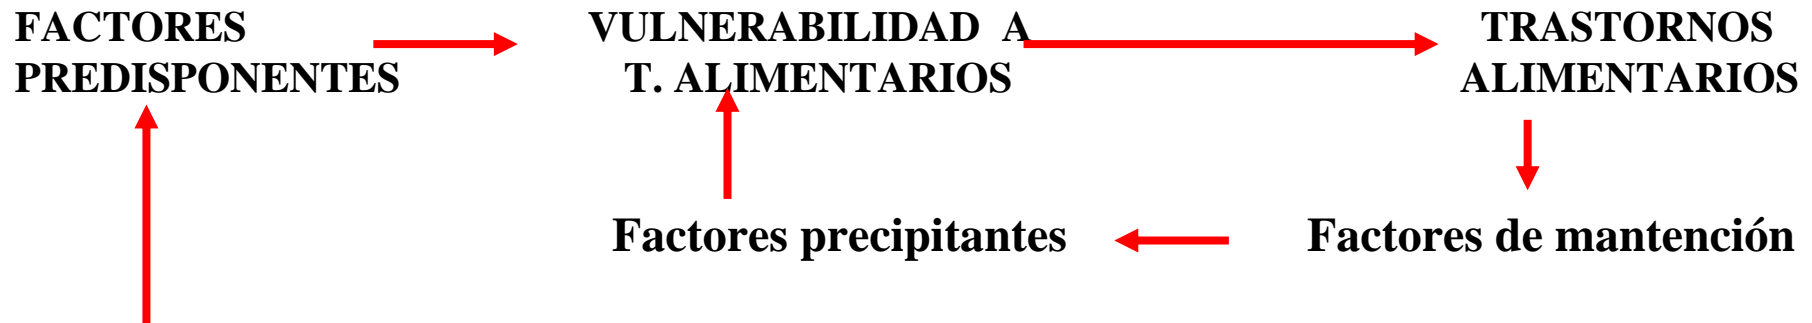 FACTORES PREDISPONENTES
VULNERABILIDAD A T. ALIMENTARIOS
TRASTORNOS ALIMENTARIOS
Factores precipitantes
Factores de mantención